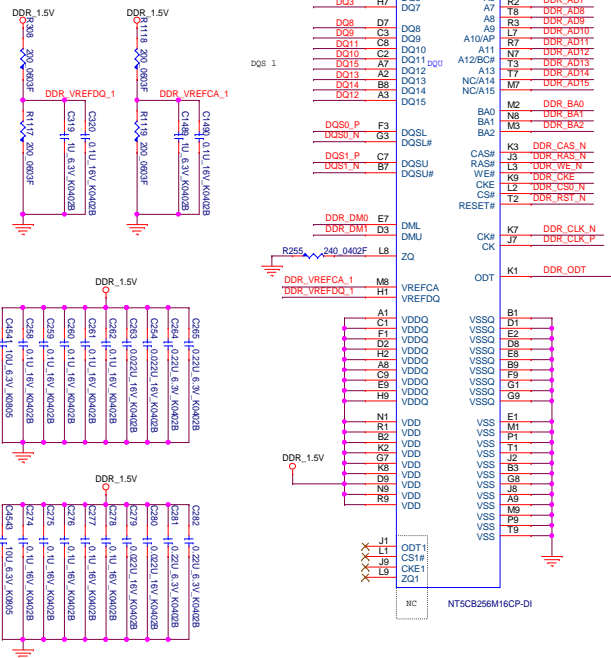 DDR_1.5V
R308
200_0603F
DDR_VREFDQ_1
R1117
200_0603F
C319
.1U_6.3V_K0402B
C320
0.1U_16V_K0402B
DDR_1.5V
R1118
200_0603F
DDR_VREFCA_1
R1119
200_0603F
C1489
.1U_6.3V_K0402B
C1490
0.1U_16V_K0402B
DQ3 H7 DQ7
DQ8 D7 DQ8
DQ9 C3 DQ9
DQ11 C8 DQ10
DQ10 C2 DQ11
DQ15 A7 DQ12
DQ13 A2 DQ13
DQ14 B8 DQ14
DQ12 A3 DQ15
DQS 1
DQU
DQS0_P F3 DQSL
DQS0_N G3 DQSL#
DQS1_P C7 DQSU
DQS1_N B7 DQSU#
DDR_DM0 E7 DML
DDR_DM1 D3 DMU
R255 240_0402F L8 ZQ
DDR_VREFCA_1 M8 VREFCA
DDR_VREFDQ_1 H1 VREFDQ
A7 R2 DDR_AD7
A8 T8 DDR_AD8
A9 R3 DDR_AD9
A10/AP L7 DDR_AD10
A11 R7 DDR_AD11
A12/BC# N7 DDR_AD12
A13 T3 DDR_AD13
NC/A14 T7 DDR_AD14
NC/A15 M7 DDR_AD15
BA0 M2 DDR_BA0
BA1 N8 DDR_BA1
BA2 M3 DDR_BA2
CAS# K3 DDR_CAS_N
RAS# J3 DDR_RAS_N
WE# L3 DDR_WE_N
CKE K9 DDR_CKE
CS# L2 DDR_CS0_N
RESET# T2 DDR_RST_N
CK# K7 DDR_CLK_N
CK J7 DDR_CLK_P
ODT K1 DDR_ODT
A1 VDDQ
C1 VDDQ
F1 VDDQ
D2 VDDQ
H2 VDDQ
A8 VDDQ
C9 VDDQ
E9 VDDQ
H9 VDDQ
N1 VDD
R1 VDD
B2 VDD
K2 VDD
G7 VDD
K8 VDD
D9 VDD
N9 VDD
R9 VDD
DDR_1.5V
VSSQ B1
VSSQ D1
VSSQ E2
VSSQ D8
VSSQ E8
VSSQ B9
VSSQ F9
VSSQ G1
VSSQ G9
VSS E1
VSS M1
VSS P1
VSS T1
VSS J2
VSS B3
VSS G8
VSS J8
VSS A9
VSS M9
VSS P9
VSS T9
J1 ODT1
L1 CS1#
J9 CKE1
L9 ZQ1
NC
NT5CB256M16CP-DI
DDR_1.5V
C4541
10U_6.3V_K0805
C258
0.1U_16V_K0402B
C259
0.1U_16V_K0402B
C260
0.1U_16V_K0402B
C261
0.1U_16V_K0402B
C262
0.1U_16V_K0402B
C263
0.022U_16V_K0402B
C254
0.022U_16V_K0402B
C264
0.22U_6.3V_K0402B
C265
0.22U_6.3V_K0402B
DDR_1.5V
C4543
10U_6.3V_K0805
C274
0.1U_16V_K0402B
C275
0.1U_16V_K0402B
C276
0.1U_16V_K0402B
C277
0.1U_16V_K0402B
C278
0.1U_16V_K0402B
C279
0.022U_16V_K0402B
C280
0.022U_16V_K0402B
C281
0.22U_6.3V_K0402B
C282
0.22U_6.3V_K0402B